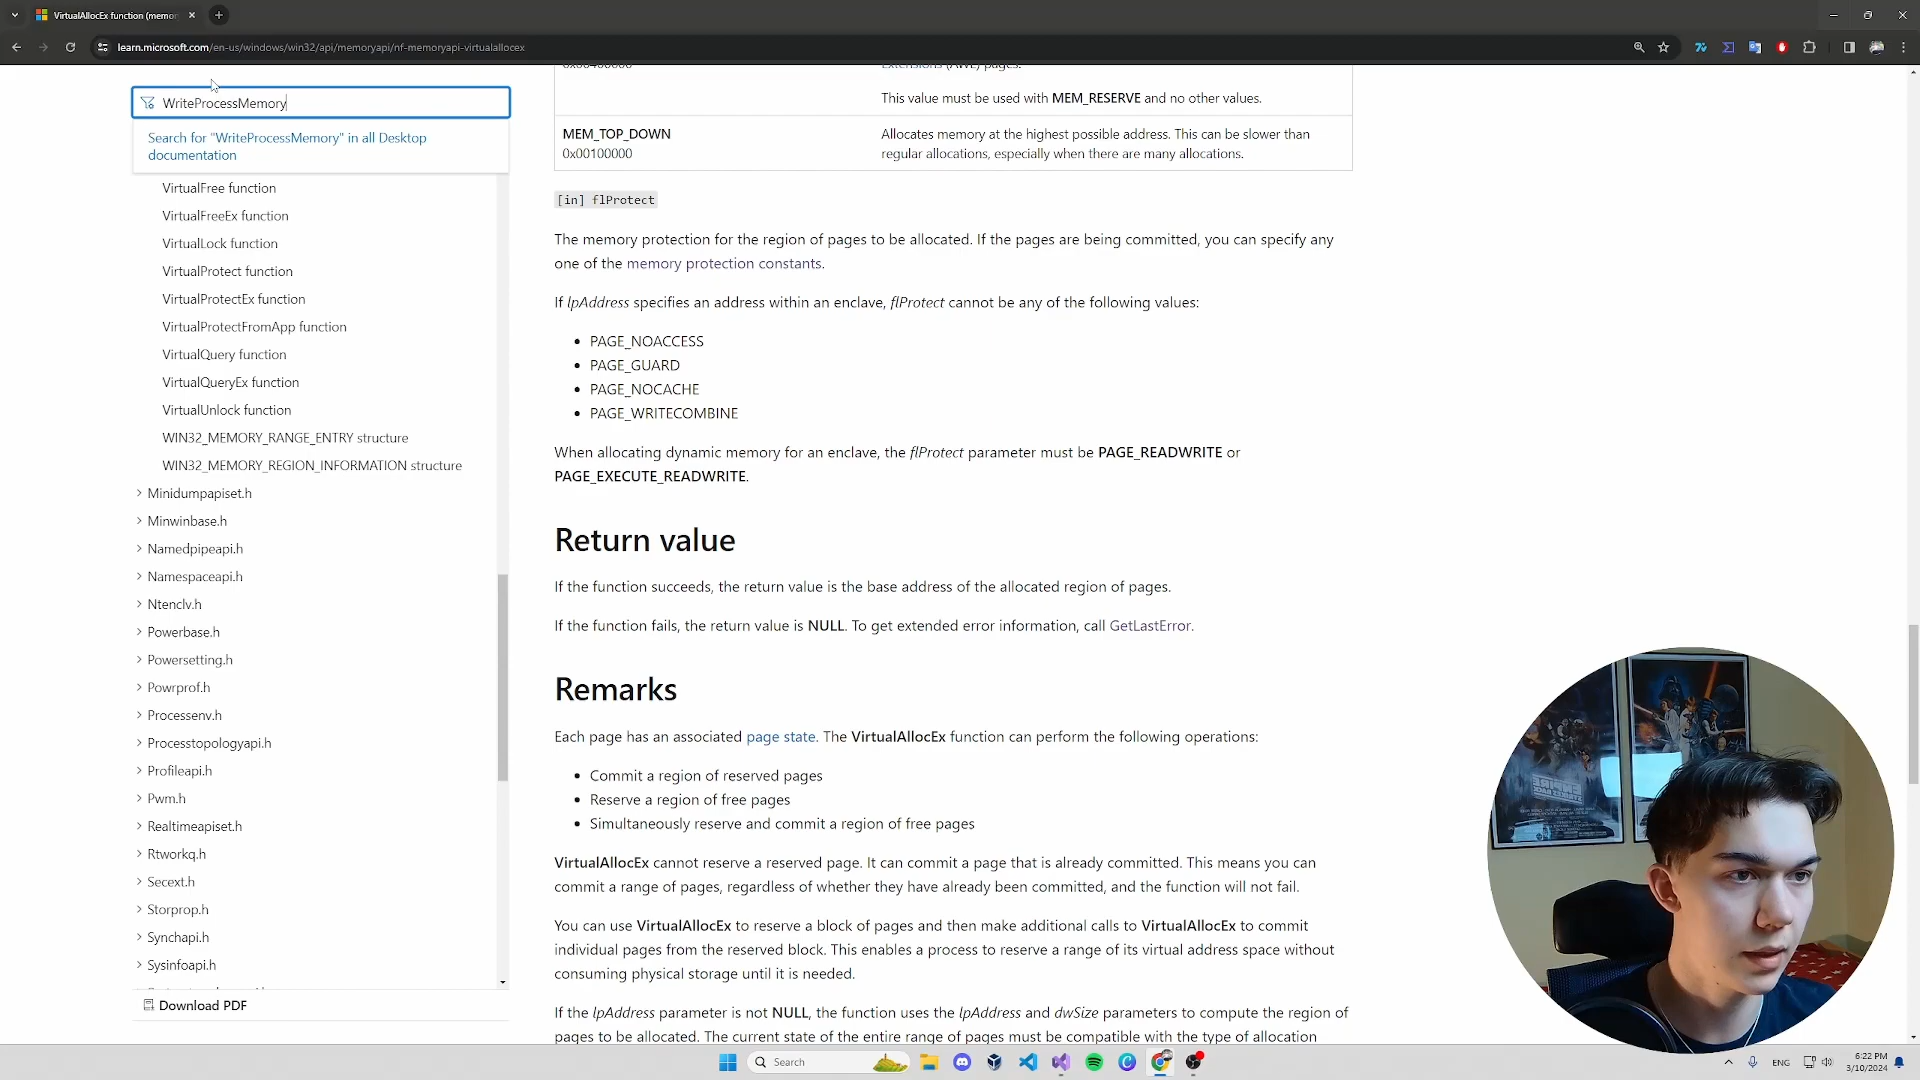 VirtualAllocEx function (memor
learn.microsoft.com/en-us/windows/win32/api/memoryapi/nf-memoryapi-virtualallocex
WriteProcessMemory
Search for "WriteProcessMemory" in all Desktop
documentation
VirtualFree function
VirtualFreeEx function
VirtualLock function
VirtualProtect function
VirtualProtectEx function
VirtualProtectFromApp function
VirtualQuery function
VirtualQueryEx function
VirtualUnlock function
WIN32_MEMORY_RANGE_ENTRY structure
WIN32_MEMORY_REGION_INFORMATION structure
Minidumpapiset.h
Minwinbase.h
Namedpipeapi.h
Namespaceapi.h
Ntenclv.h
Powerbase.h
Powersetting.h
Powrprof.h
Processenv.h
Processtopologyapi.h
Profileapi.h
Pwm.h
Realtimeapiset.h
Rtworkq.h
Secext.h
Storprop.h
Synchapi.h
Sysinfoapi.h
Download PDF
0x00400000 Extensions (AWE) pages.
This value must be used with MEM_RESERVE and no other values.
MEM_TOP_DOWN Allocates memory at the highest possible address. This can be slower than
0x00100000 regular allocations, especially when there are many allocations.
[in] flProtect
The memory protection for the region of pages to be allocated. If the pages are being committed, you can specify any
one of the memory protection constants.
If lpAddress specifies an address within an enclave, flProtect cannot be any of the following values:
• PAGE_NOACCESS
• PAGE_GUARD
• PAGE_NOCACHE
• PAGE_WRITECOMBINE
When allocating dynamic memory for an enclave, the flProtect parameter must be PAGE_READWRITE or
PAGE_EXECUTE_READWRITE.
Return value
If the function succeeds, the return value is the base address of the allocated region of pages.
If the function fails, the return value is NULL. To get extended error information, call GetLastError.
Remarks
Each page has an associated page state. The VirtualAllocEx function can perform the following operations:
• Commit a region of reserved pages
• Reserve a region of free pages
• Simultaneously reserve and commit a region of free pages
VirtualAllocEx cannot reserve a reserved page. It can commit a page that is already committed. This means you can
commit a range of pages, regardless of whether they have already been committed, and the function will not fail.
You can use VirtualAllocEx to reserve a block of pages and then make additional calls to VirtualAllocEx to commit
individual pages from the reserved block. This enables a process to reserve a range of its virtual address space without
consuming physical storage until it is needed.
If the lpAddress parameter is not NULL, the function uses the lpAddress and dwSize parameters to compute the region of
pages to be allocated. The current state of the entire range of pages must be compatible with the type of allocation
Search
ENG
6:22 PM
3/10/2024